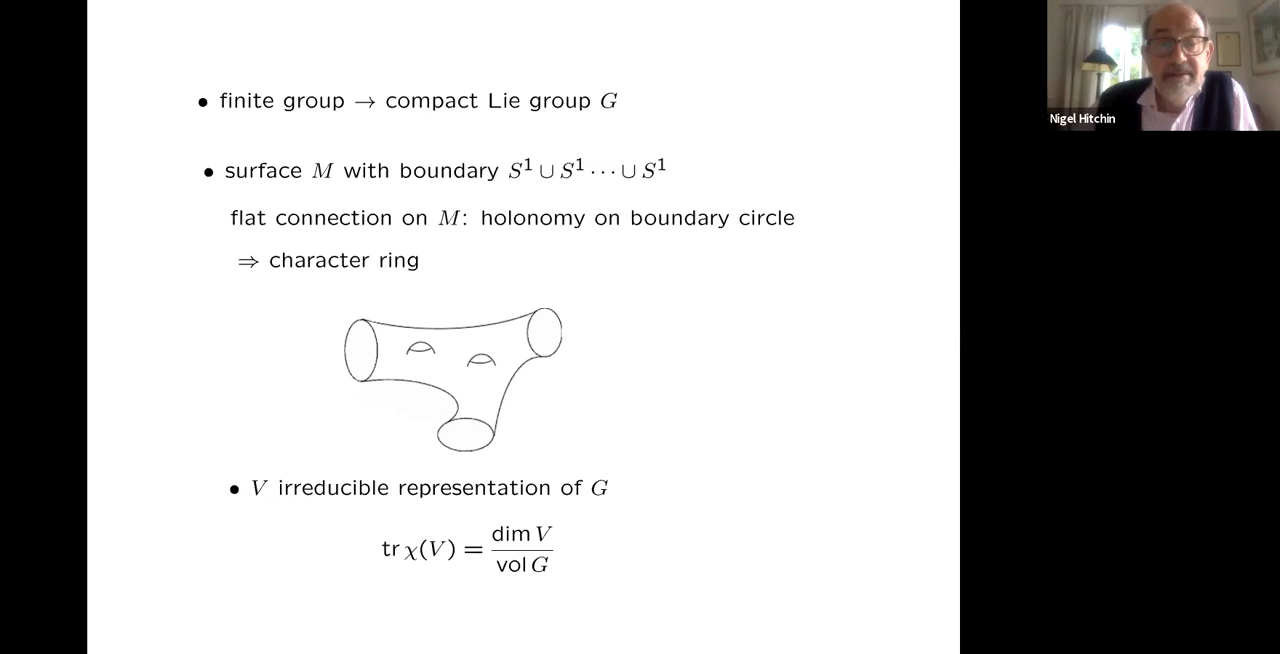 • finite group → compact Lie group G
• surface M with boundary S¹ ∪ S¹ ⋯ ∪ S¹
flat connection on M: holonomy on boundary circle
⇒ character ring
• V irreducible representation of G
tr χ(V) = dim V / vol G
Nigel Hitchin